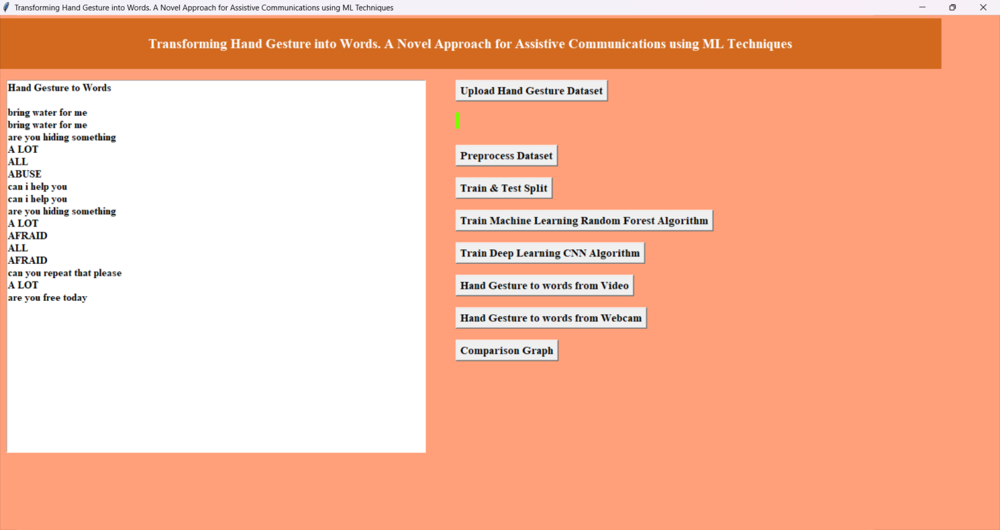 Transforming Hand Gesture into Words. A Novel Approach for Assistive Communications using ML Techniques
Transforming Hand Gesture into Words. A Novel Approach for Assistive Communications using ML Techniques
Hand Gesture to Words
bring water for me
bring water for me
are you hiding something
A LOT
ALL
ABUSE
can i help you
can i help you
are you hiding something
A LOT
AFRAID
ALL
AFRAID
can you repeat that please
A LOT
are you free today
Upload Hand Gesture Dataset
Preprocess Dataset
Train & Test Split
Train Machine Learning Random Forest Algorithm
Train Deep Learning CNN Algorithm
Hand Gesture to words from Video
Hand Gesture to words from Webcam
Comparison Graph